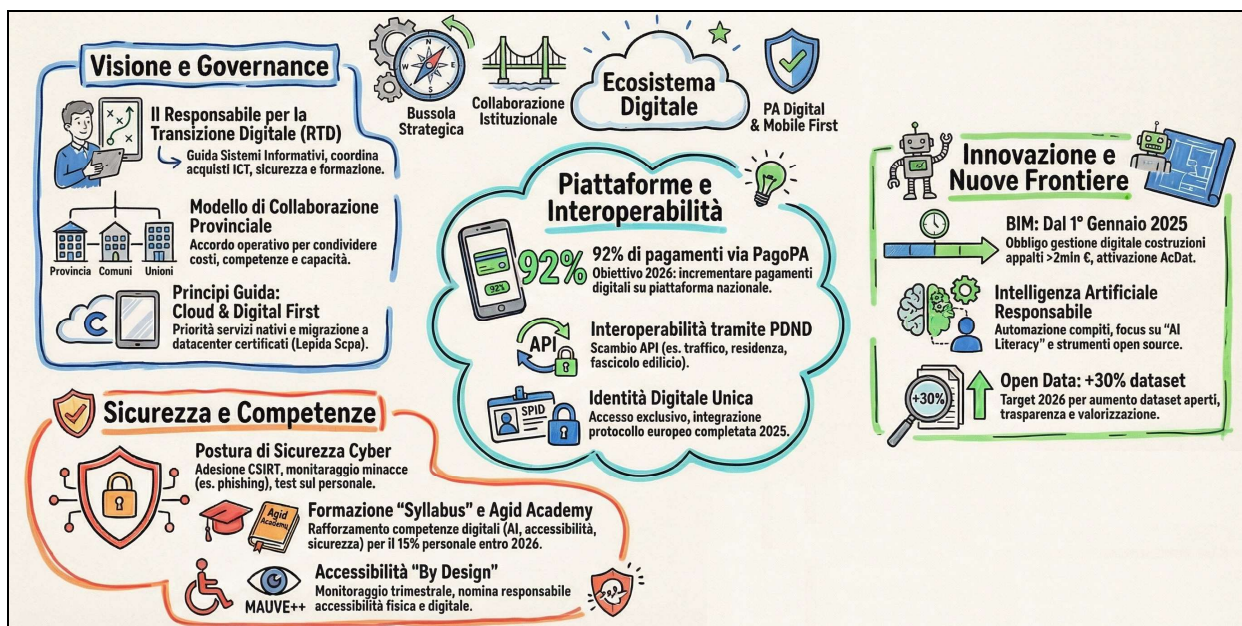 Visione e Governance
Il Responsabile per la
Transizione Digitale (RTD)
Guida Sistemi Informativi, coordina
acquisti ICT, sicurezza e formazione.
Modello di Collaborazione
Provinciale
Accordo operativo per condividere
costi, competenze e capacità.
Provincia Comuni Unioni
Principi Guida:
Cloud & Digital First
Priorità servizi nativi e migrazione a
datacenter certificati (Lepida Scpa).
C
N
E
S
W
Bussola
Strategica
Collaborazione
Istituzionale
Ecosistema
Digitale
PA Digital
& Mobile First
Piattaforme e
Interoperabilità
92%
92%
92% di pagamenti via PagoPA
Obiettivo 2026: incrementare pagamenti
digitali su piattaforma nazionale.
API
Interoperabilità tramite PDND
Scambio API (es. traffico, residenza,
fascicolo edilicio).
SPID
Identità Digitale Unica
Accesso exclusivo, integrazione
protocollo europeo completata 2025.
Innovazione e
Nuove Frontiere
BIM: Dal 1° Gennaio 2025
Obbligo gestione digitale costruzioni
appalti >2mln €, attivazione AcDat.
Intelligenza Artificiale
Responsabile
Automazione compiti, focus su “AI
Literacy” e strumenti open source.
+30%
Open Data: +30% dataset
Target 2026 per aumento dataset aperti,
trasparenza e valorizzazione.
Sicurezza e Competenze
Postura di Sicurezza Cyber
Adesione CSIRT, monitaraggio minacce
(es. phishing), test sul personale.
Agid
Academy
Formazione “Syllabus” e Agid Academy
Rafforzamento competenze digitali (AI, accessibilità,
sicurezza) per il 15% personale entro 2026.
MAUVE++
Accessibilità “By Design”
Monitoraggio trimestrale, nomina responsabile
accessibilità fisica e digitale.